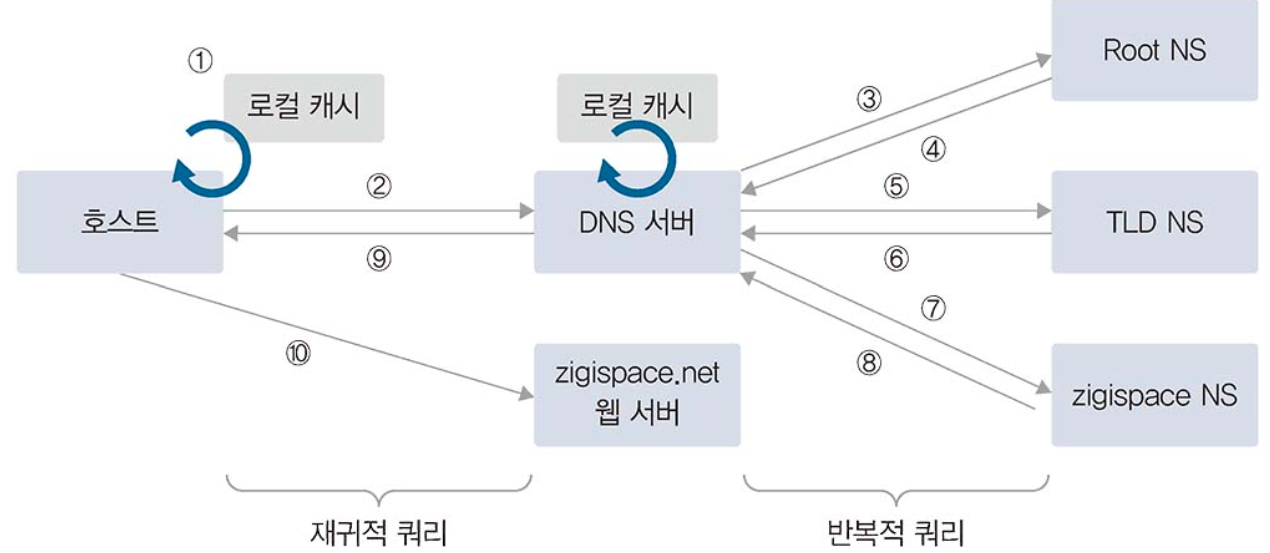 ①
로컬 캐시
로컬 캐시
Root NS
③
④
호스트
②
⑨
DNS 서버
⑤
⑥
TLD NS
⑦
⑧
⑩
zigispace.net
웹 서버
zigispace NS
재귀적 쿼리
반복적 쿼리